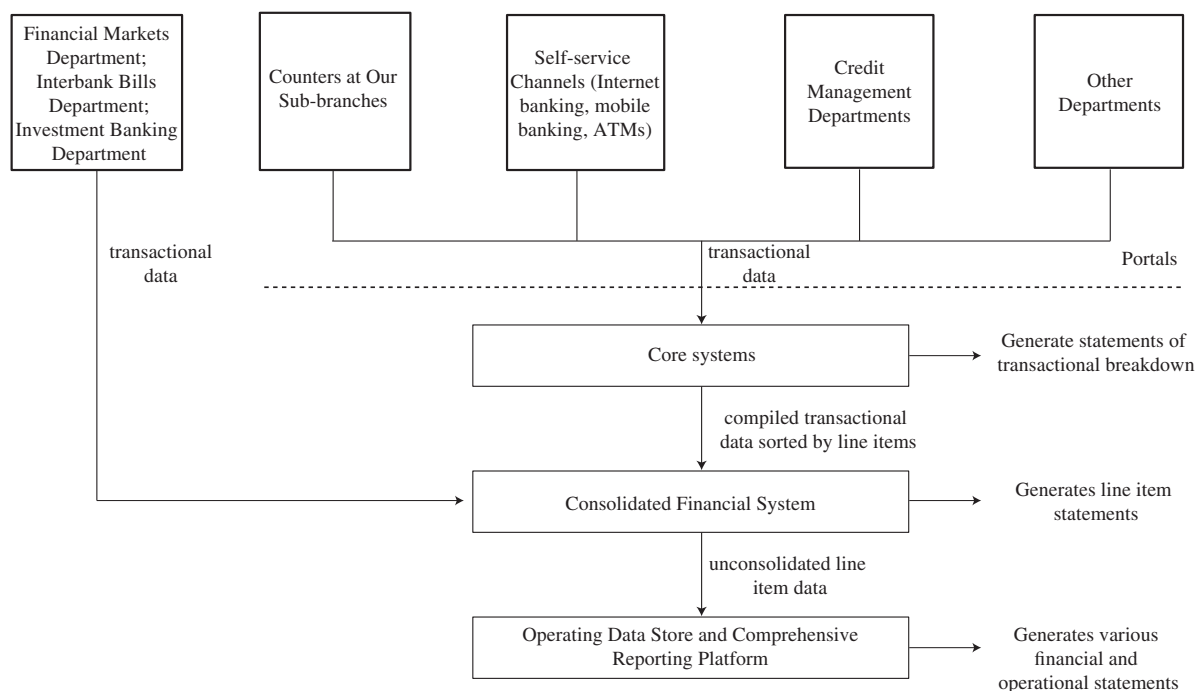 Financial Markets
Department;
Interbank Bills
Department;
Investment Banking
Department
Counters at Our
Sub-branches
Self-service
Channels (Internet
banking, mobile
banking, ATMs)
Credit
Management
Departments
Other
Departments
transactional
data
transactional
data
Portals
Core systems
Generate statements of
transactional breakdown
compiled transactional
data sorted by line items
Consolidated Financial System
Generates line item
statements
unconsolidated line
item data
Operating Data Store and Comprehensive
Reporting Platform
Generates various
financial and
operational statements